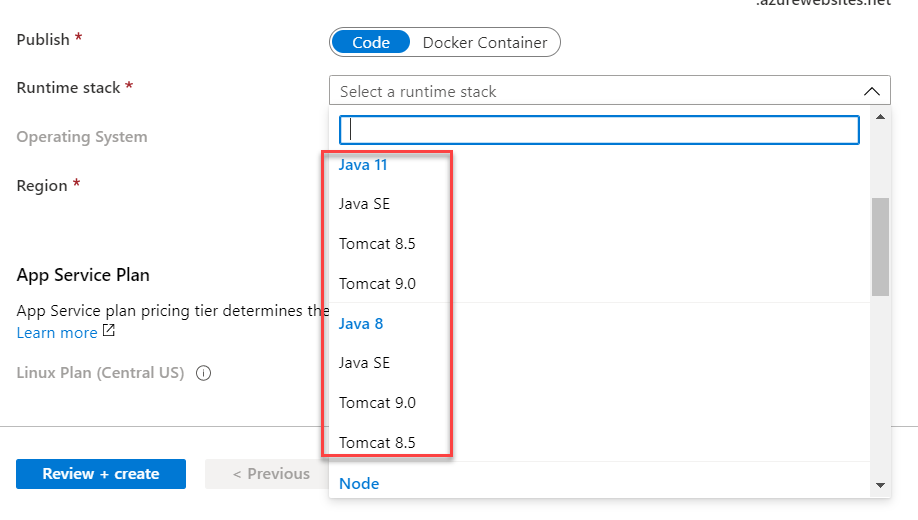 .azurewebsites.net
Publish *
Code Docker Container
Runtime stack *
Select a runtime stack
Operating System
Region *
Java 11
Java SE
Tomcat 8.5
Tomcat 9.0
Java 8
Java SE
Tomcat 9.0
Tomcat 8.5
Node
App Service Plan
App Service plan pricing tier determines the
Learn more
Linux Plan (Central US)
Review + create
< Previous